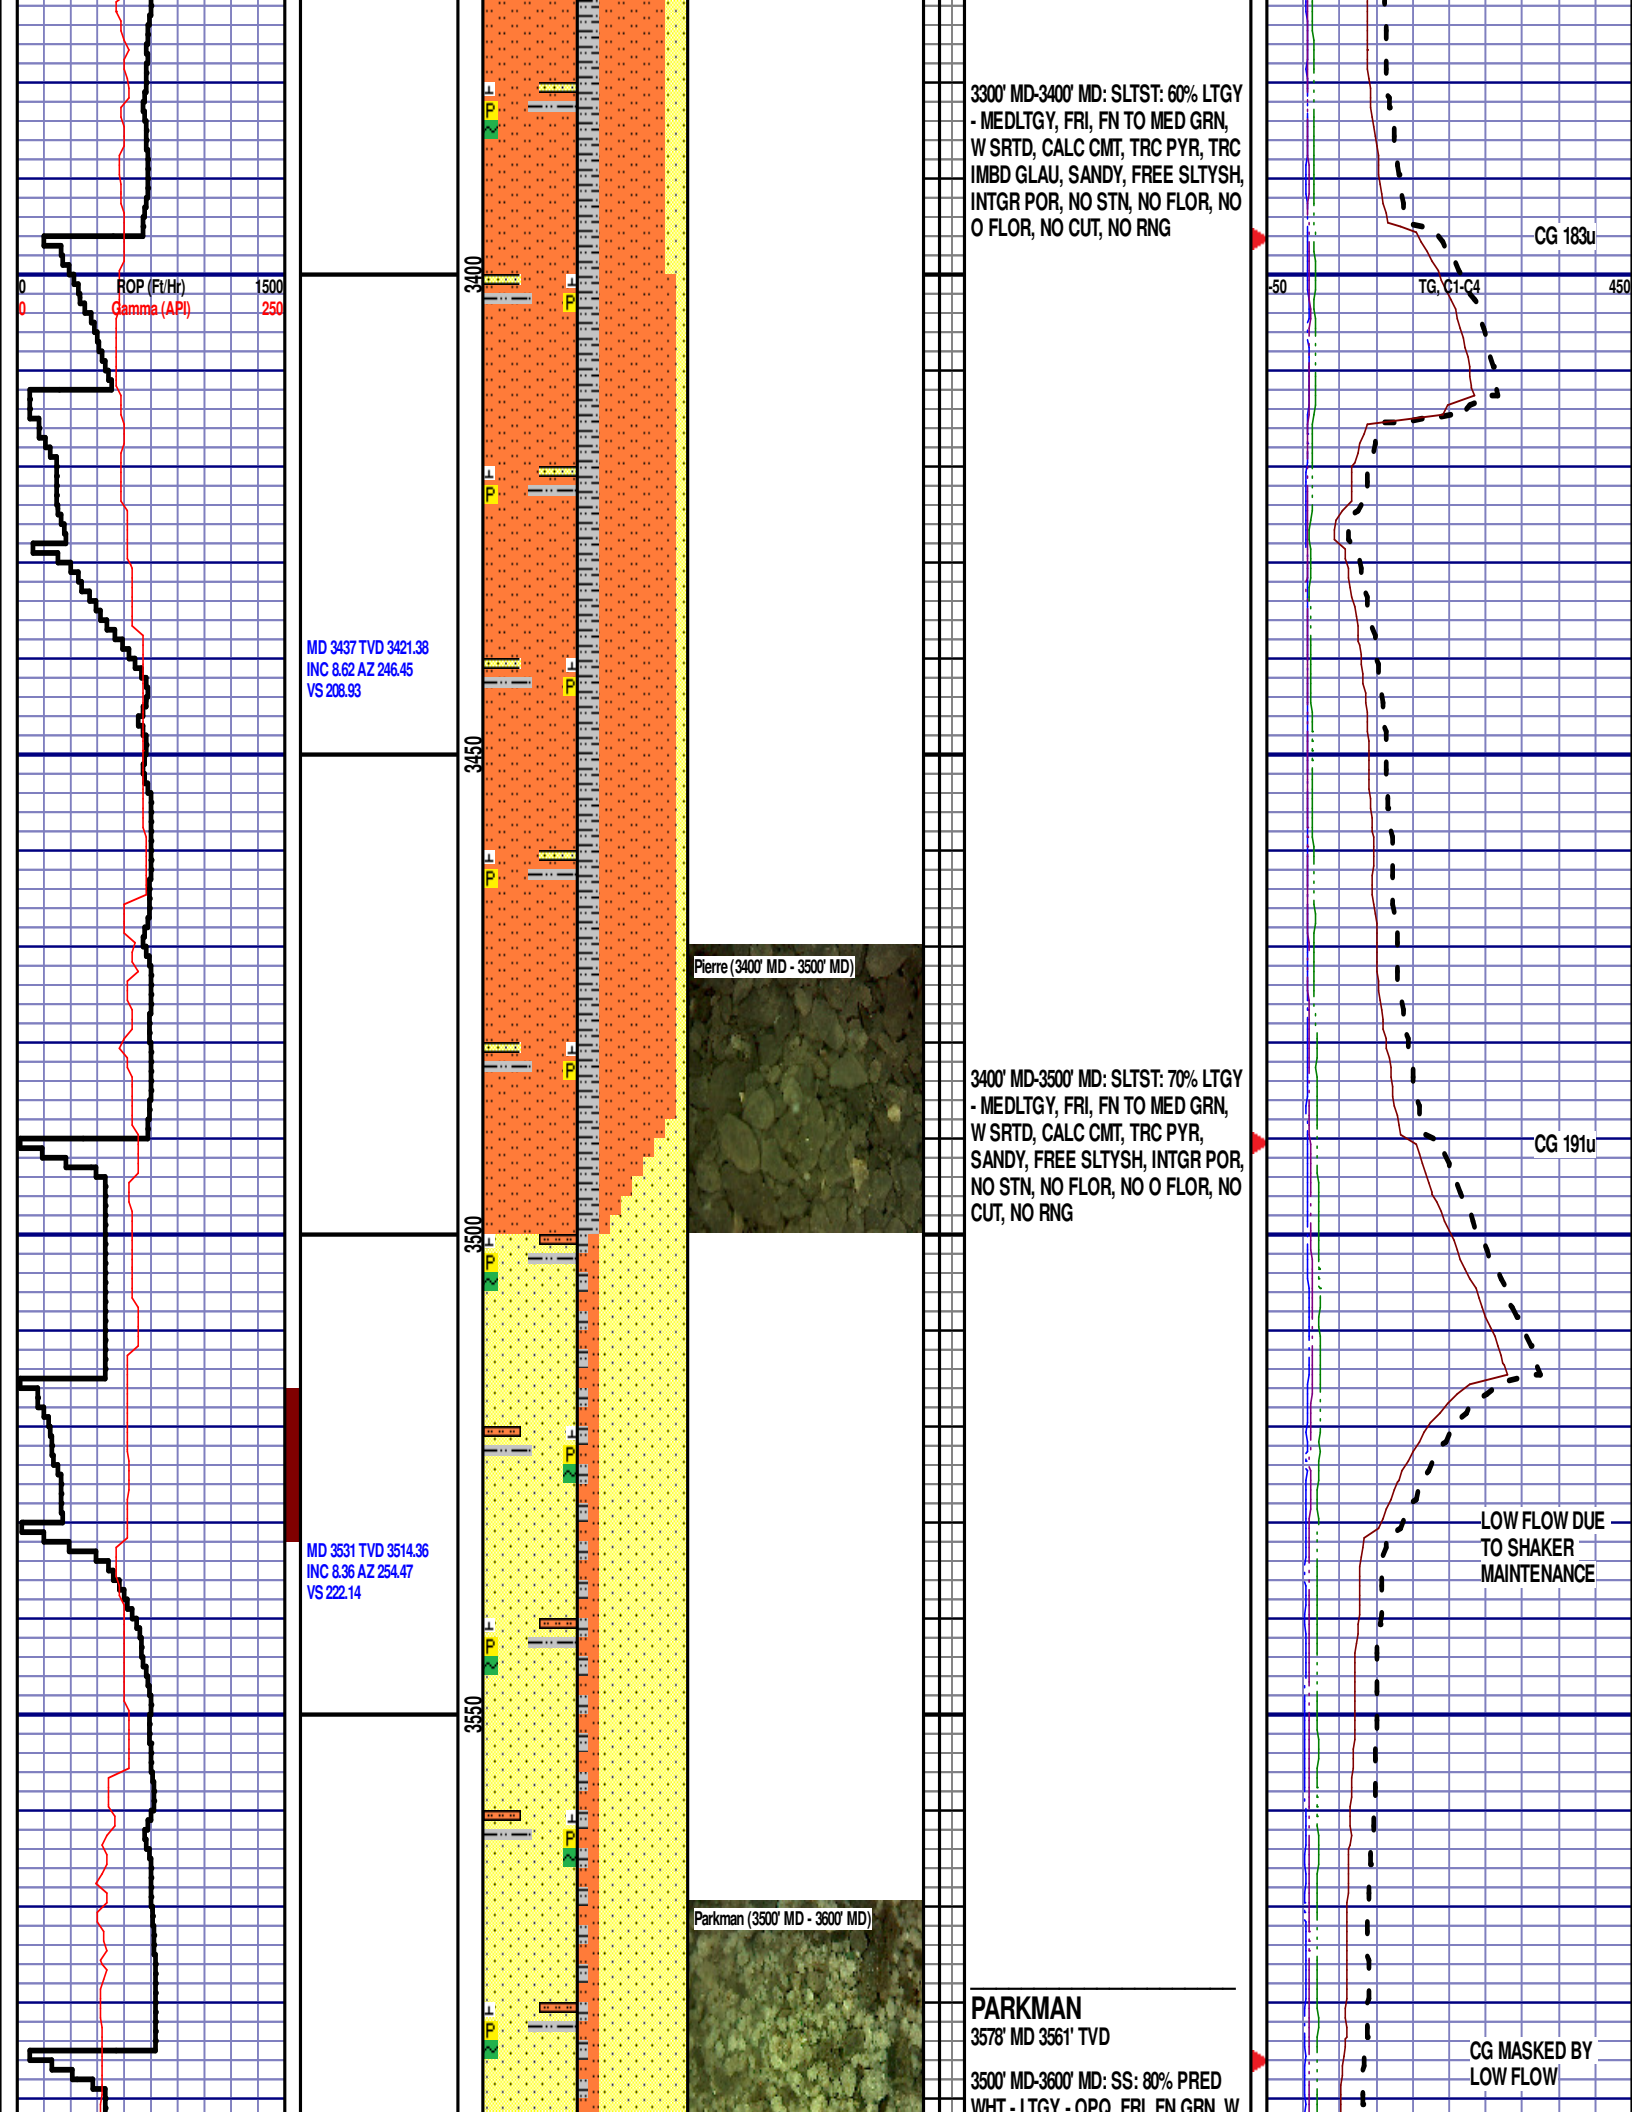 3300' MD-3400' MD: SLTST: 60% LTGY
- MEDLTGY, FRI, FN TO MED GRN,
W SRTD, CALC CMT, TRC PYR, TRC
IMBD GLAU, SANDY, FREE SLTYSH,
INTGR POR, NO STN, NO FLOR, NO
O FLOR, NO CUT, NO RNG
CG 183u
3400
0 ROP (Ft/Hr) 1500
0 Gamma (API) 250
-50 TG, C1-C4 450
P
P
P
MD 3437 TVD 3421.38
INC 8.62 AZ 246.45
VS 208.93
P
3450
P
Pierre (3400' MD - 3500' MD)
P
3400' MD-3500' MD: SLTST: 70% LTGY
- MEDLTGY, FRI, FN TO MED GRN,
W SRTD, CALC CMT, TRC PYR,
SANDY, FREE SLTYSH, INTGR POR,
NO STN, NO FLOR, NO O FLOR, NO
CUT, NO RNG
CG 191u
3500
P
P
LOW FLOW DUE
TO SHAKER
MAINTENANCE
MD 3531 TVD 3514.36
INC 8.36 AZ 254.47
VS 222.14
P
3550
P
Parkman (3500' MD - 3600' MD)
P
PARKMAN
3578' MD 3561' TVD
CG MASKED BY
LOW FLOW
3500' MD-3600' MD: SS: 80% PRED
WHT - LTGY - OPQ, FRI, FN GRN, W